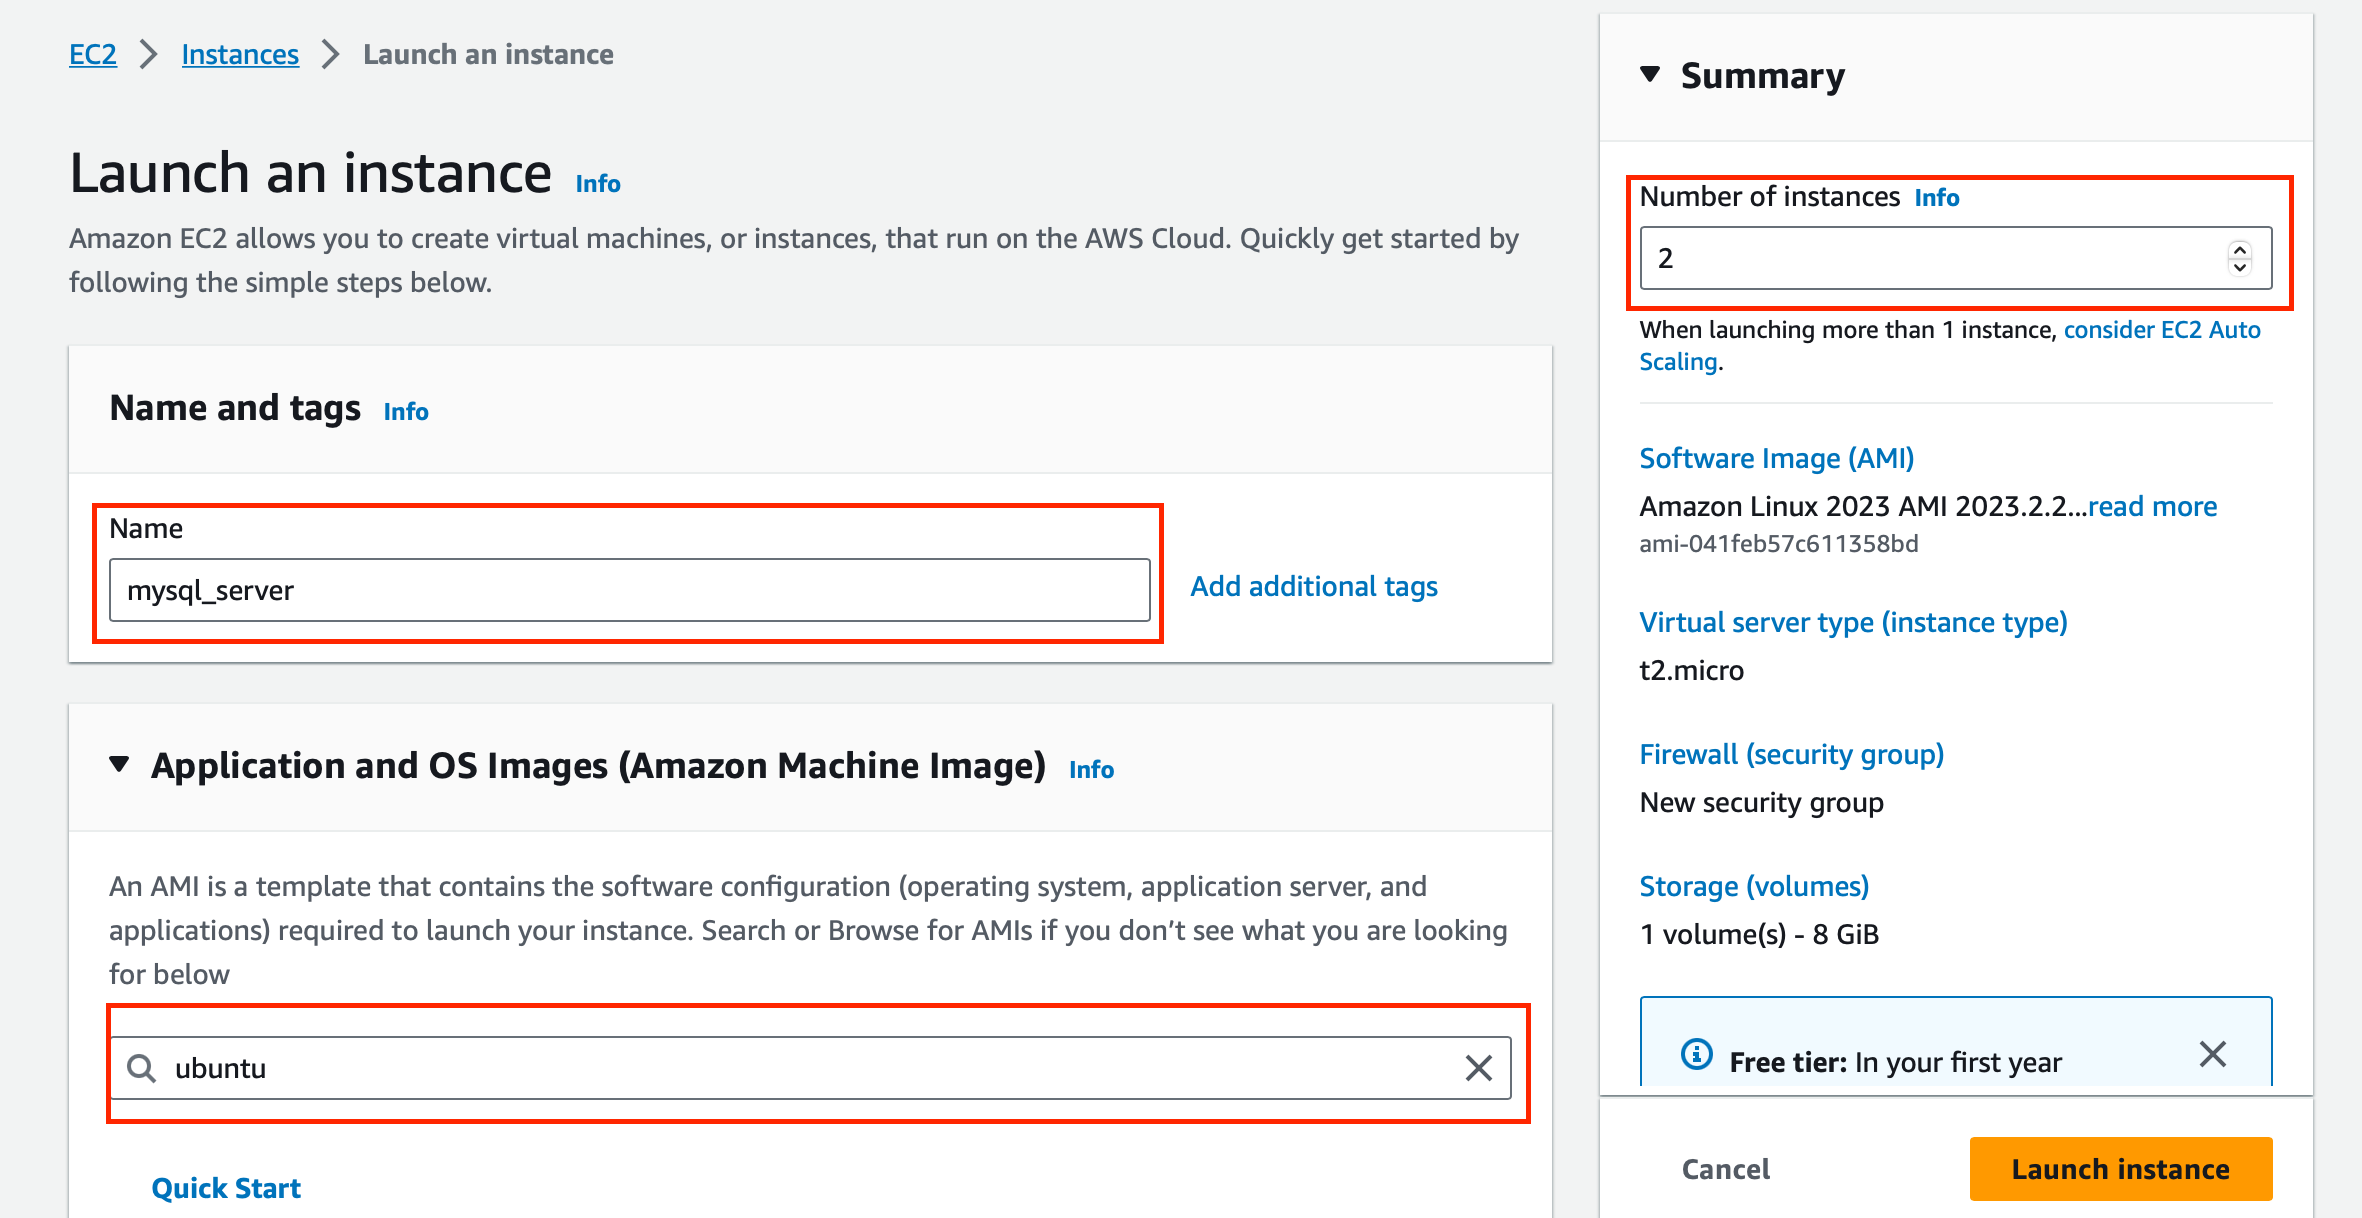 EC2 > Instances > Launch an instance
Launch an instance Info
Amazon EC2 allows you to create virtual machines, or instances, that run on the AWS Cloud. Quickly get started by
following the simple steps below.
Name and tags Info
Name
mysql_server
Add additional tags
Application and OS Images (Amazon Machine Image) Info
An AMI is a template that contains the software configuration (operating system, application server, and
applications) required to launch your instance. Search or Browse for AMIs if you don’t see what you are looking
for below
ubuntu
Quick Start
Summary
Number of instances Info
2
When launching more than 1 instance, consider EC2 Auto
Scaling.
Software Image (AMI)
Amazon Linux 2023 AMI 2023.2.2...read more
ami-041feb57c611358bd
Virtual server type (instance type)
t2.micro
Firewall (security group)
New security group
Storage (volumes)
1 volume(s) - 8 GiB
Free tier: In your first year
Cancel
Launch instance